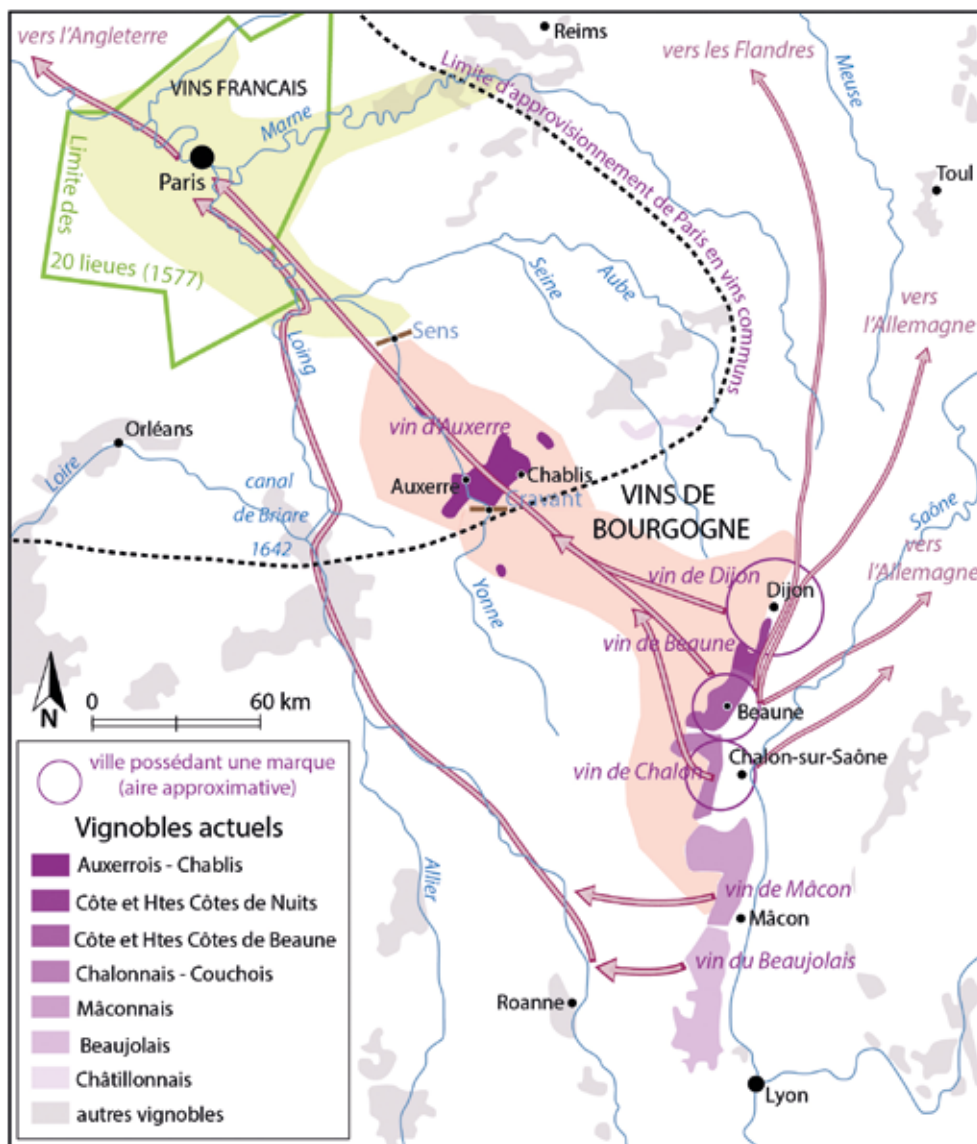 vers l'Angleterre
Reims
vers les Flandres
Meuse
VINS FRANCAIS
Marne
Limite d'approvisionnement de Paris en vins communs
Paris
Toul
Limite des
20 lieues (1577)
Seine
Aube
vers
l'Allemagne
Loing
Sens
Orléans
vin d'Auxerre
Loire
Auxerre
Chablis
canal
de Briare
1642
Cravant
VINS DE
BOURGOGNE
Saône
vers
l'Allemagne
vin de Dijon
Dijon
Yonne
vin de Beaune
N
0
60 km
Beaune
Chalon-sur-Saône
vin de Chalon
ville possédant une marque
(aire approximative)
Vignobles actuels
Auxerrois - Chablis
Côte et Htes Côtes de Nuits
Côte et Htes Côtes de Beaune
Chalonnais - Couchois
Mâconnais
Beaujolais
Châtillonnais
autres vignobles
Allier
vin de Mâcon
Mâcon
vin du Beaujolais
Roanne
Lyon